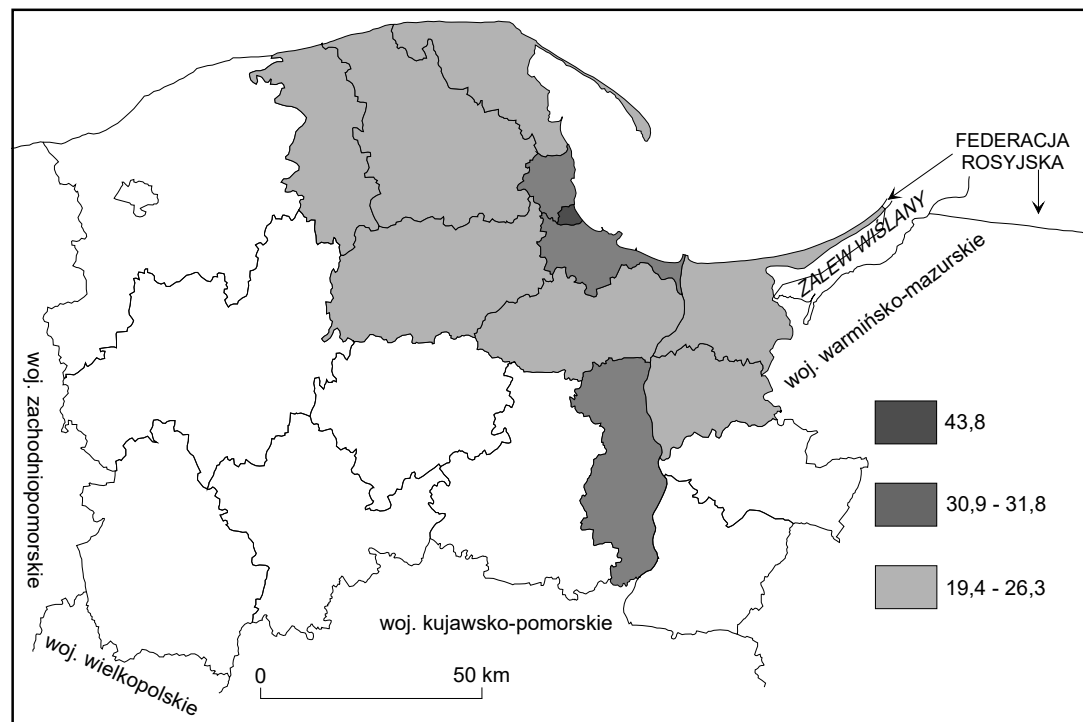 FEDERACJA
ROSYJSKA
ZALEW WIŚLANY
woj. warmińsko-mazurskie
woj. zachodniopomorskie
43,8
30,9 - 31,8
19,4 - 26,3
woj. kujawsko-pomorskie
woj. wielkopolskie
0 50 km